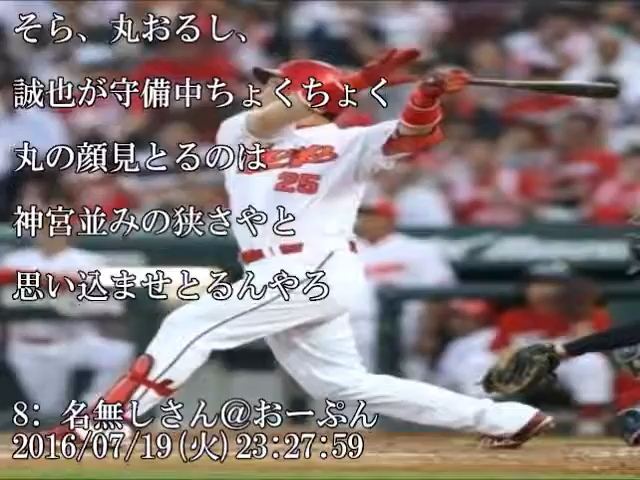 そら、丸おるし、
誠也が守備中ちょくちょく
丸の顔見とるのは
神宮並みの狭さやと
思い込ませとるんやろ
25
8: 名無しさん@おーぷん
2016/07/19(火)23:27:59